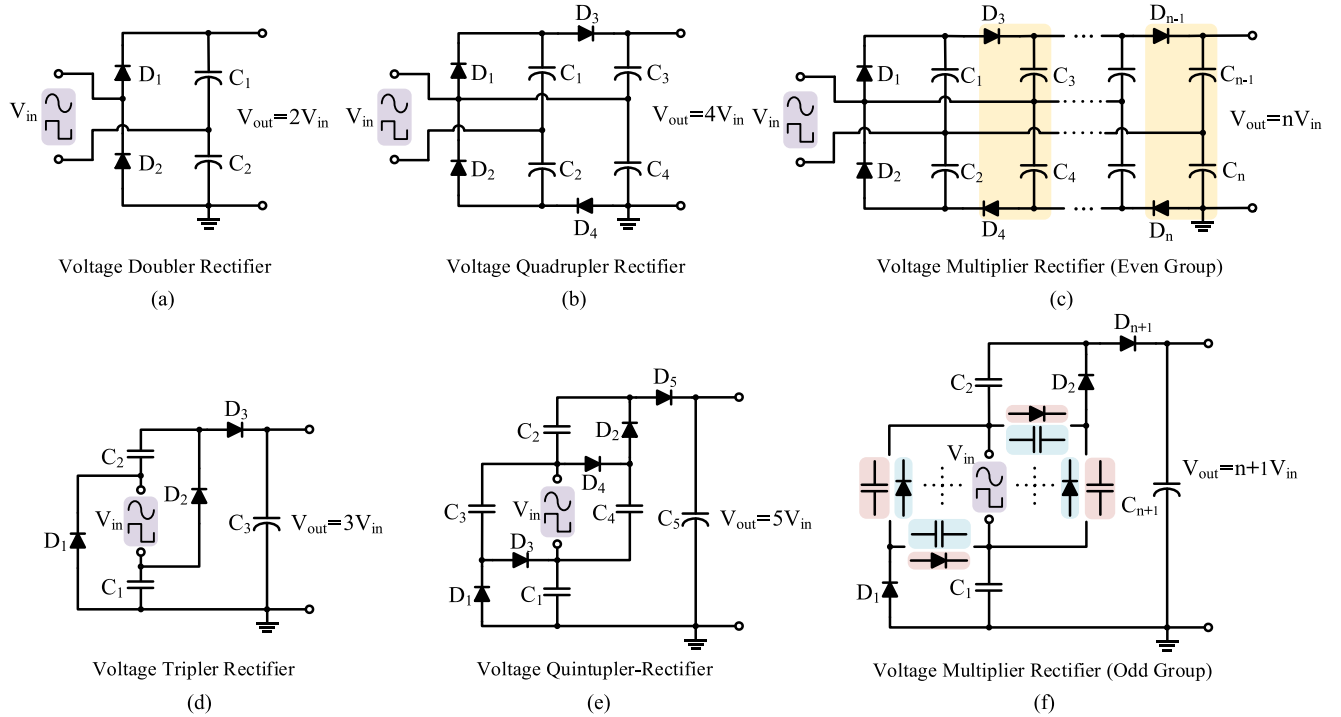 D1
C1
Vin
Vout=2Vin
D2
C2
Voltage Doubler Rectifier
(a)
D3
D1
C1
C3
Vin
Vout=4Vin
D2
C2
C4
D4
Voltage Quadrupler Rectifier
(b)
D3
Dn-1
D1
C1
C3
Cn-1
Vin
Vout=nVin
D2
C2
C4
Cn
D4
Dn
Voltage Multiplier Rectifier (Even Group)
(c)
D3
C2
D2
Vin
D1
C3
Vout=3Vin
C1
Voltage Tripler Rectifier
(d)
D5
C2
D2
D4
C3
Vin
C4
C5
Vout=5Vin
D3
D1
C1
Voltage Quintupler-Rectifier
(e)
Dn+1
C2
D2
Vin
Vout=n+1Vin
Cn+1
D1
C1
Voltage Multiplier Rectifier (Odd Group)
(f)